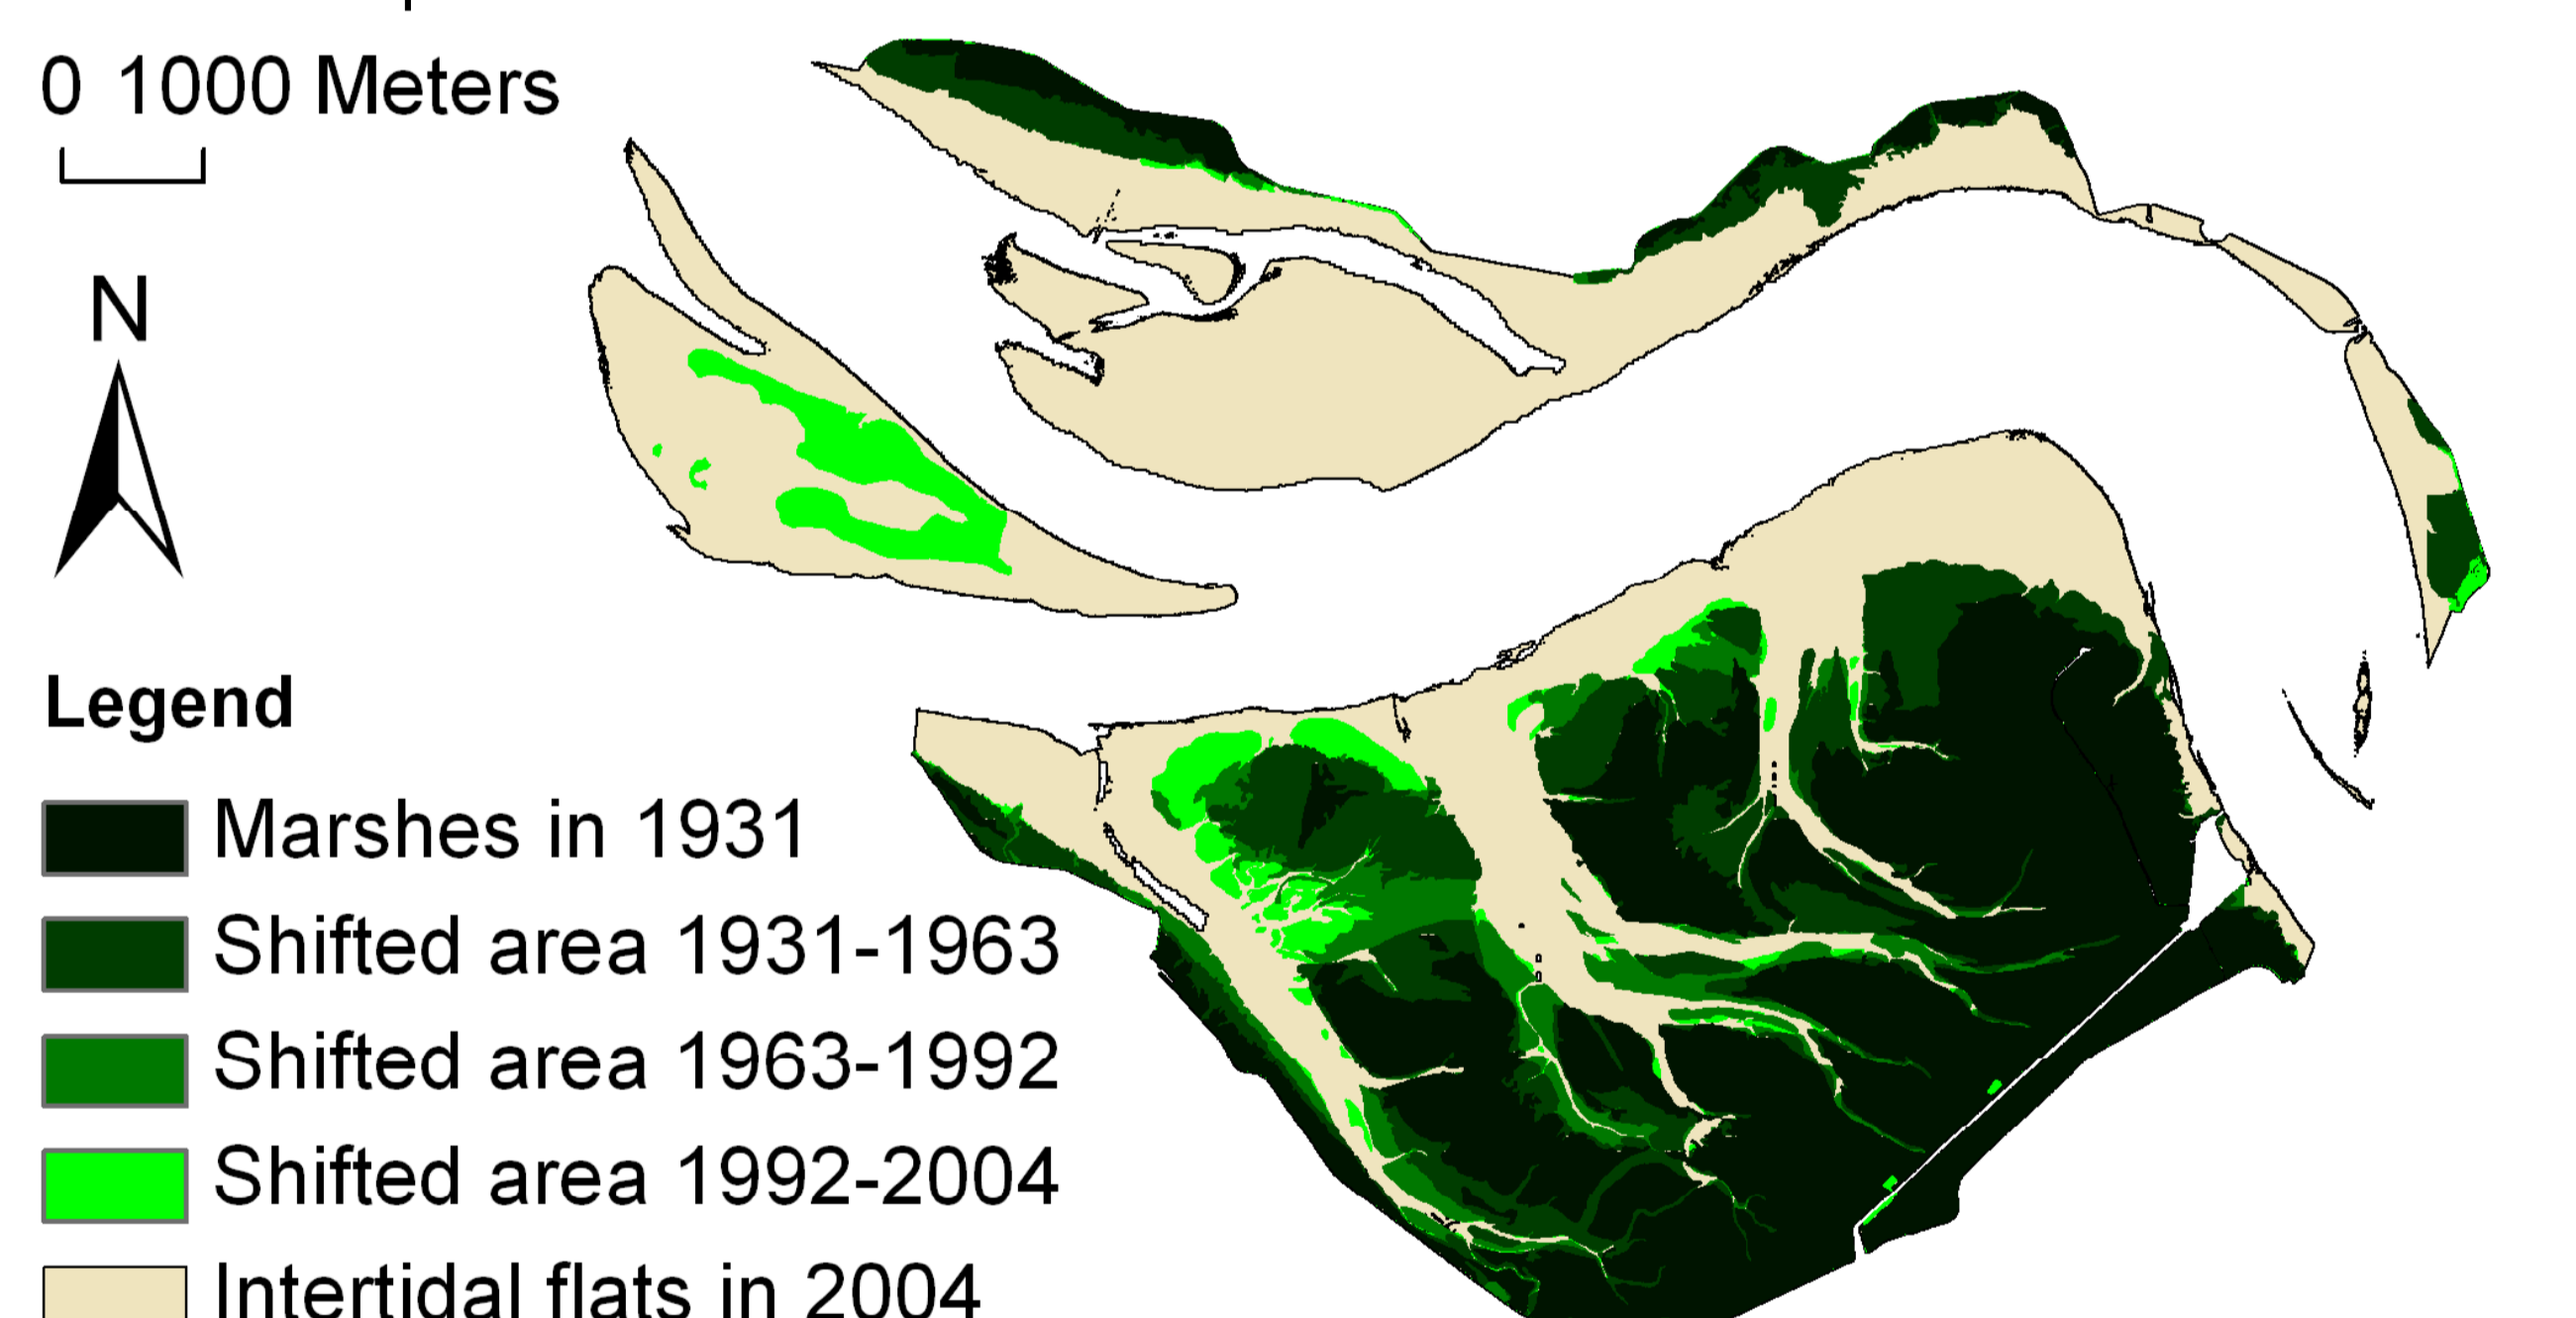 0 1000 Meters
N
Legend
Marshes in 1931
Shifted area 1931-1963
Shifted area 1963-1992
Shifted area 1992-2004
Intertidal flats in 2004